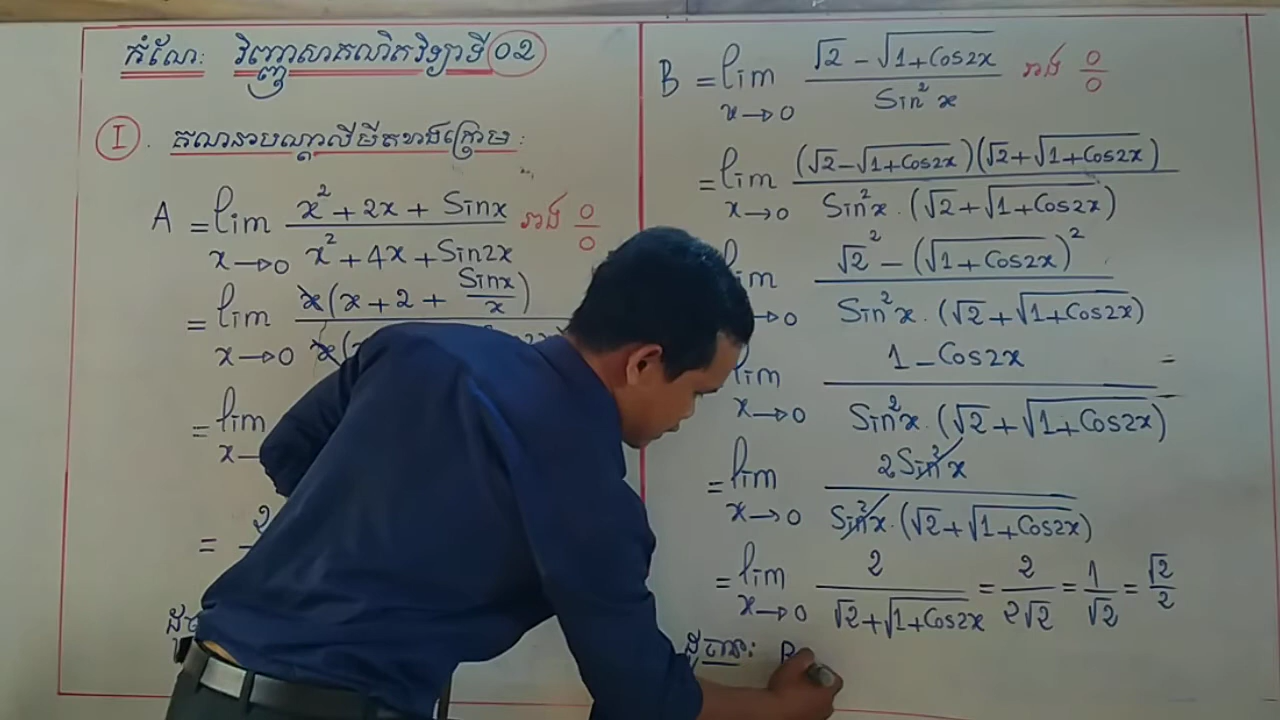 កំណែៈ វិញ្ញាសាគណិតវិទ្យាទី 02
I. គណនាបណ្តាលីមីតខាងក្រោម:
A = lim x→0 (x² + 2x + Sinx)/(x² + 4x + Sin2x) រាង 0/0
= lim x→0 x(x + 2 + Sinx/x)
= lim
= 2
B = lim x→0 (√2 − √(1+Cos2x))/(Sin²x) រាង 0/0
= lim x→0 (√2 − √(1+Cos2x))(√2 + √(1+Cos2x))/(Sin²x . (√2 + √(1+Cos2x)))
lim x→0 (√2² − (√(1+Cos2x))²)/(Sin²x . (√2 + √(1+Cos2x)))
lim x→0 (1 − Cos2x)/(Sin²x . (√2 + √(1+Cos2x))) =
= lim x→0 2Sin²x/(Sin²x . (√2 + √(1+Cos2x)))
= lim x→0 2/(√2 + √(1+Cos2x)) = 2/(2√2) = 1/√2 = √2/2
ដូចនេះ: B